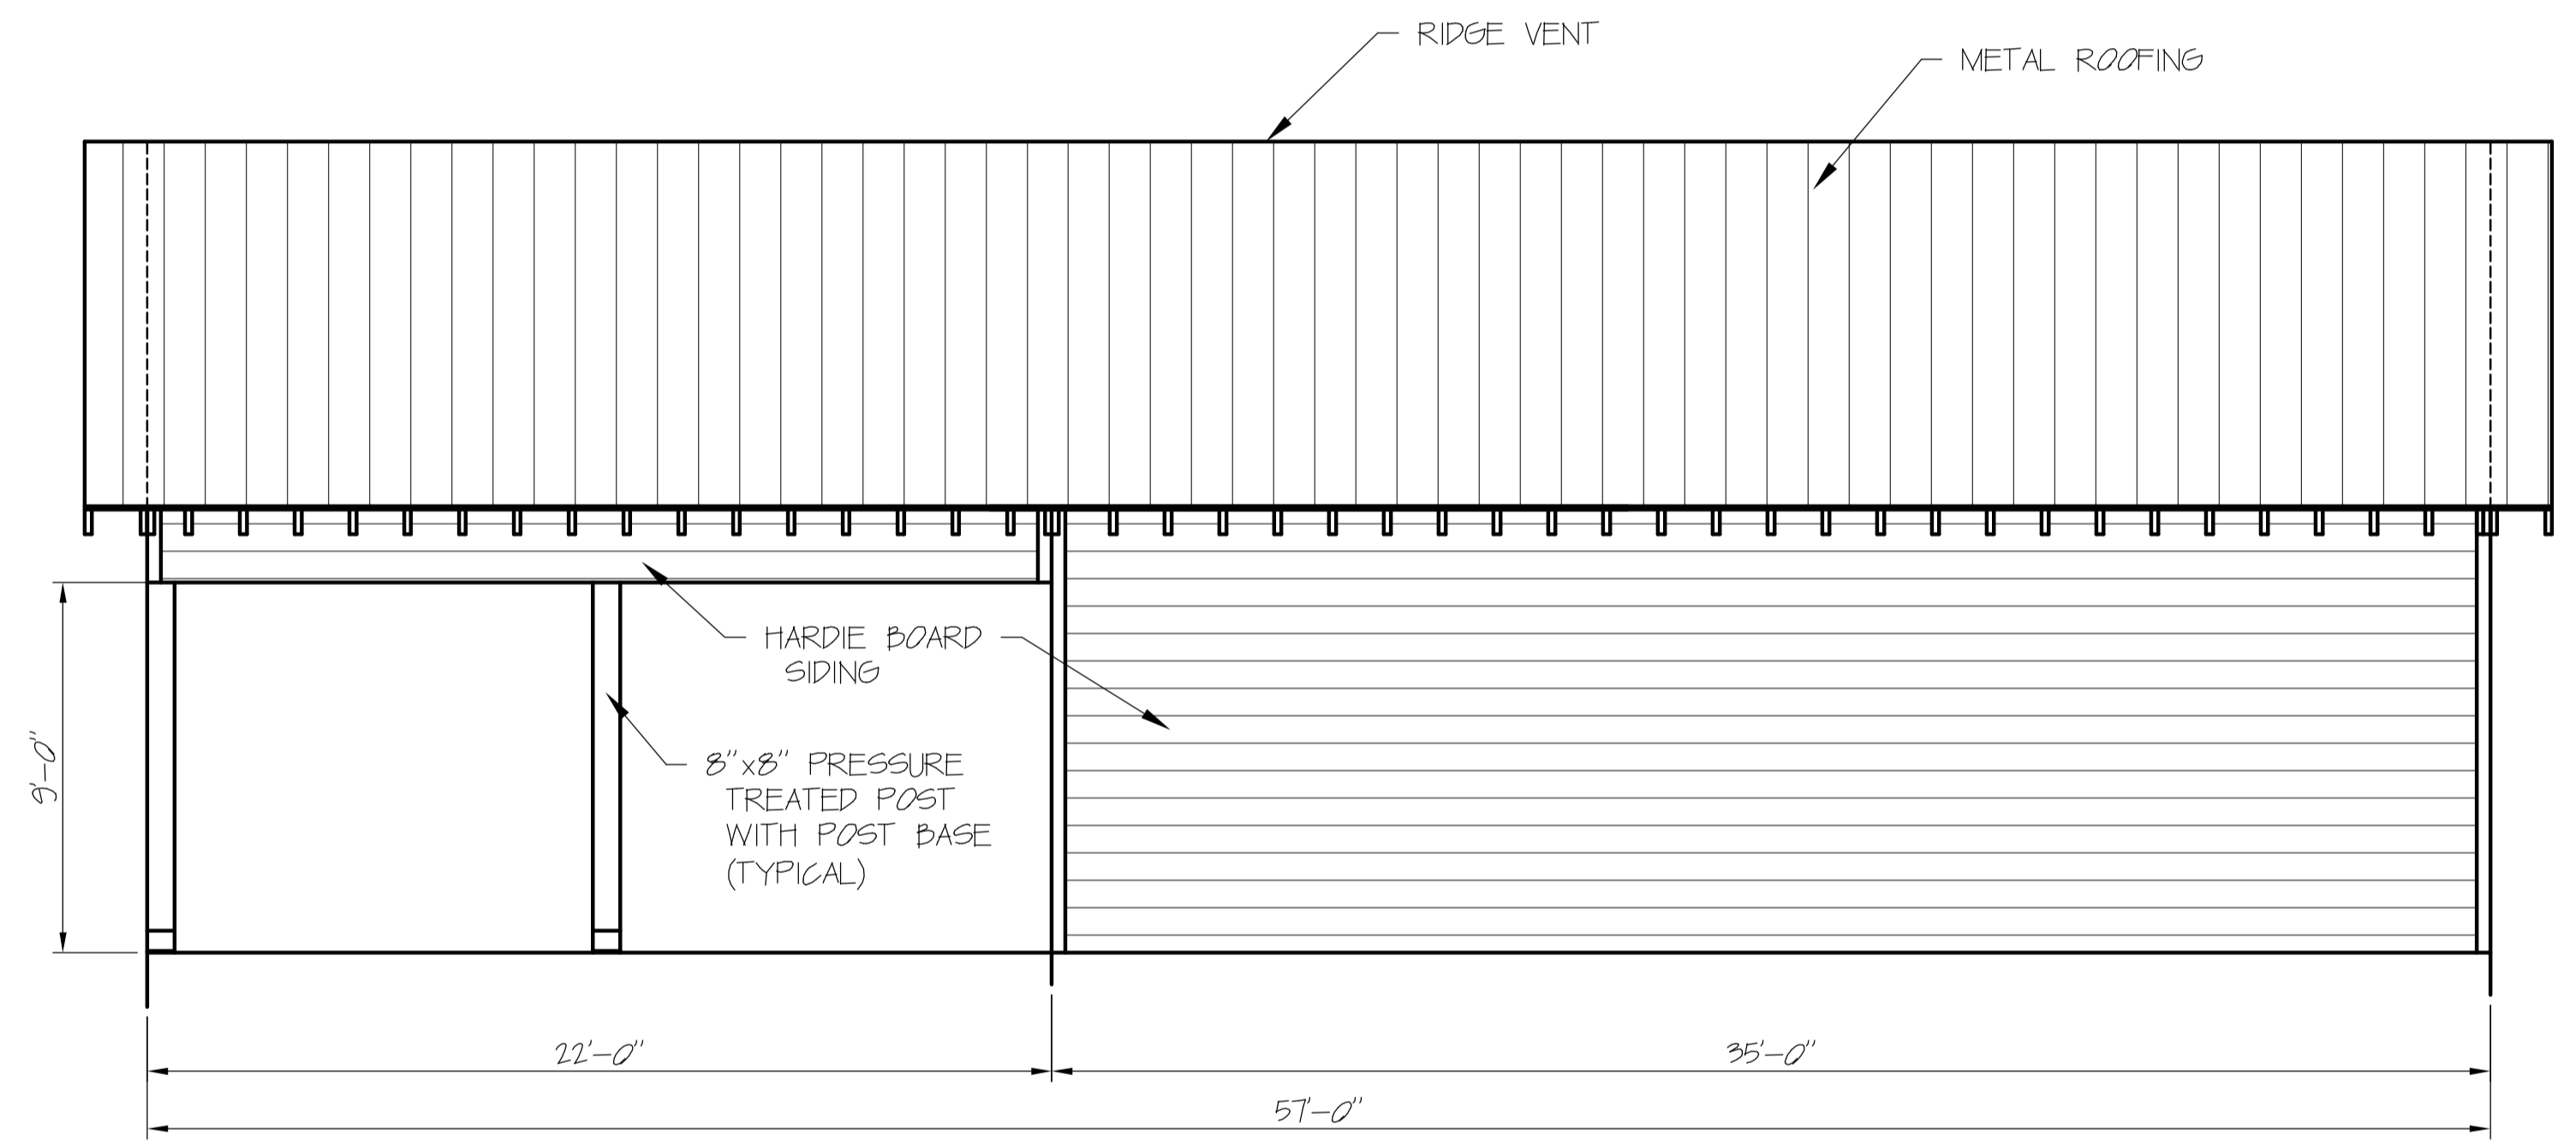 RIDGE VENT
METAL ROOFING
HARDIE BOARD
SIDING
8"x8" PRESSURE
TREATED POST
WITH POST BASE
(TYPICAL)
9'-0"
22'-0"
35'-0"
57'-0"